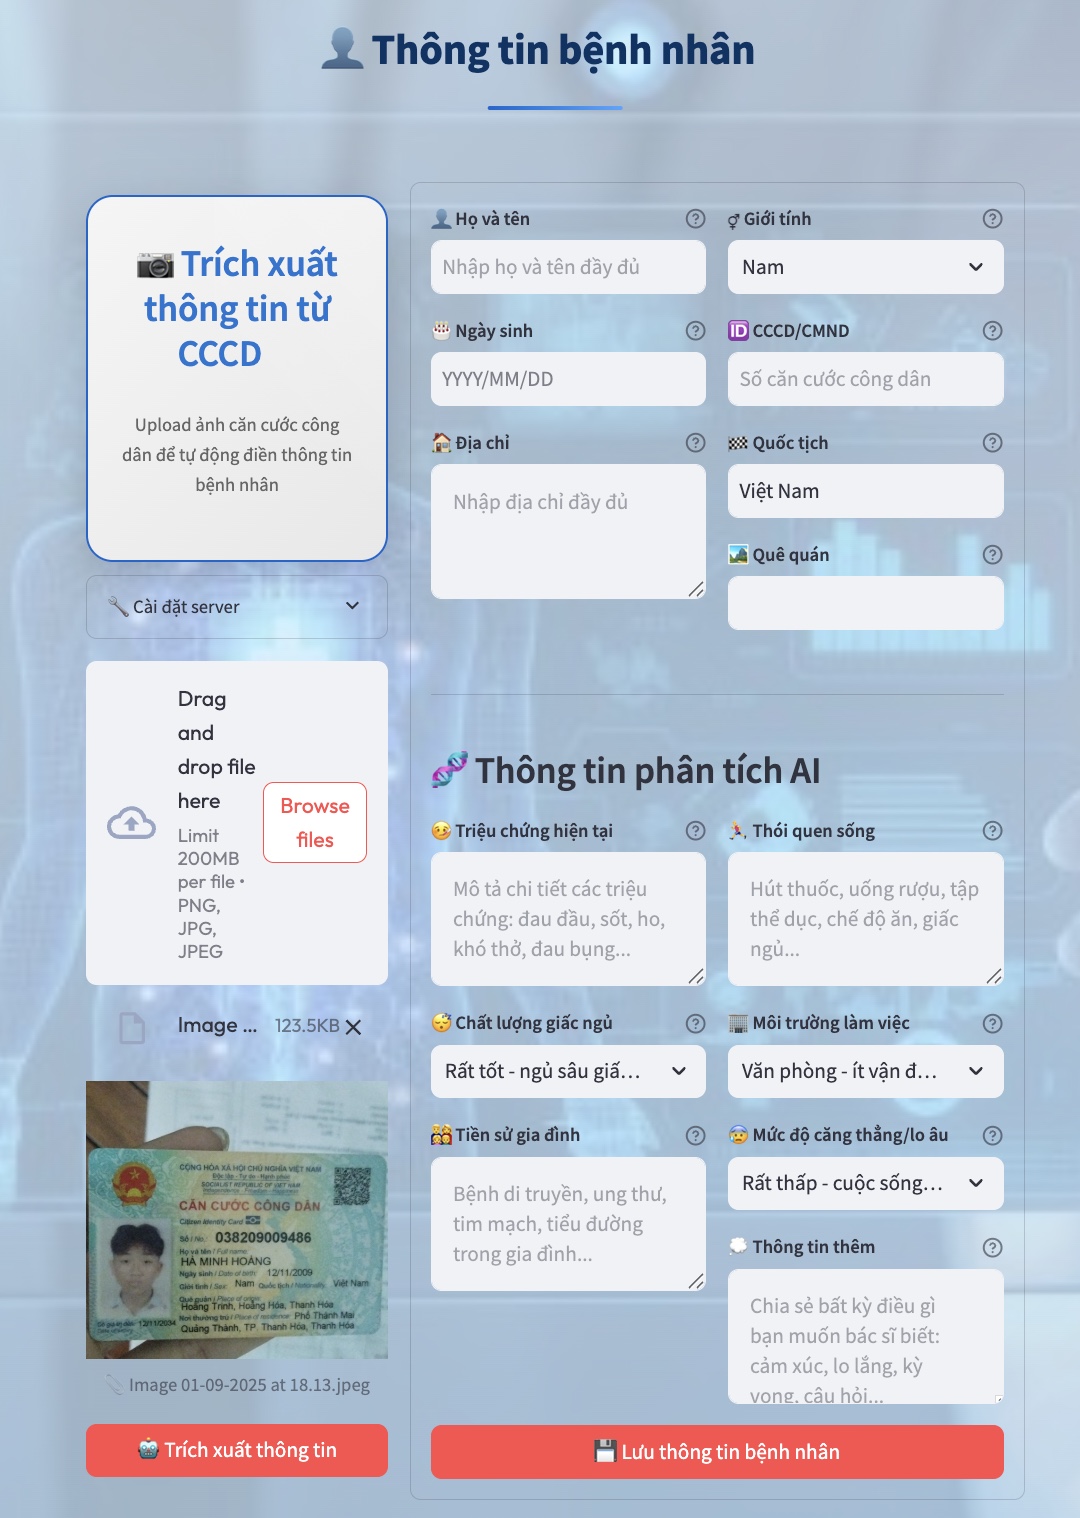 Thông tin bệnh nhân
Trích xuất
thông tin từ
CCCD
Upload ảnh căn cước công
dân để tự động điền thông tin
bệnh nhân
Cài đặt server
Drag
and
drop file
here
Limit
200MB
per file •
PNG,
JPG,
JPEG
Browse
files
Image ... 123.5KB
CỘNG HÒA XÃ HỘI CHỦ NGHĨA VIỆT NAM
Độc lập - Tự do - Hạnh phúc
SOCIALIST REPUBLIC OF VIET NAM
Independence - Freedom - Happiness
CĂN CƯỚC CÔNG DÂN
Citizen Identity Card
Số / No.: 038209009486
Họ và tên / Full name:
HÀ MINH HOÀNG
Ngày sinh / Date of birth: 12/11/2009
Giới tính / Sex: Nam Quốc tịch / Nationality: Việt Nam
Quê quán / Place of origin:
Hoằng Trinh, Hoằng Hóa, Thanh Hóa
Nơi thường trú / Place of residence: Phố Thành Mai
Quảng Thành, TP. Thanh Hóa, Thanh Hóa
Có giá trị đến: 12/11/2034
Image 01-09-2025 at 18.13.jpeg
Trích xuất thông tin
Họ và tên
Nhập họ và tên đầy đủ
Giới tính
Nam
Ngày sinh
YYYY/MM/DD
ID CCCD/CMND
Số căn cước công dân
Địa chỉ
Nhập địa chỉ đầy đủ
Quốc tịch
Việt Nam
Quê quán
Thông tin phân tích AI
Triệu chứng hiện tại
Mô tả chi tiết các triệu
chứng: đau đầu, sốt, ho,
khó thở, đau bụng...
Thói quen sống
Hút thuốc, uống rượu, tập
thể dục, chế độ ăn, giấc
ngủ...
Chất lượng giấc ngủ
Rất tốt - ngủ sâu giấ...
Môi trường làm việc
Văn phòng - ít vận đ...
Tiền sử gia đình
Bệnh di truyền, ung thư,
tim mạch, tiểu đường
trong gia đình...
Mức độ căng thẳng/lo âu
Rất thấp - cuộc sống...
Thông tin thêm
Chia sẻ bất kỳ điều gì
bạn muốn bác sĩ biết:
cảm xúc, lo lắng, kỳ
vọng, câu hỏi...
Lưu thông tin bệnh nhân